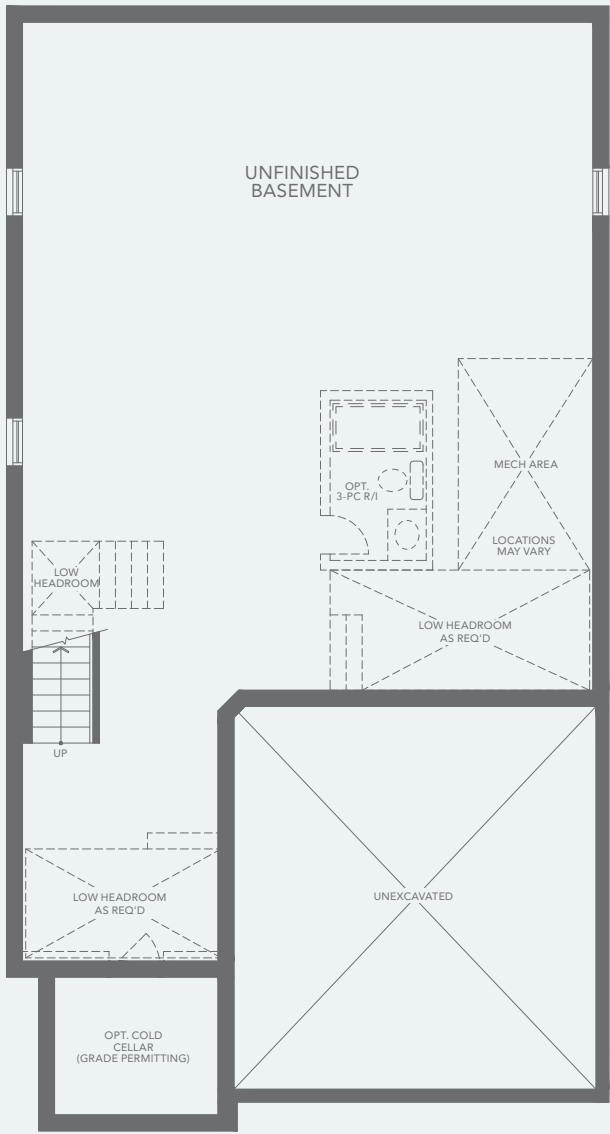 UNFINISHED
BASEMENT
MECH AREA
OPT.
3-PC R/I
LOCATIONS
MAY VARY
LOW
HEADROOM
LOW HEADROOM
AS REQ'D
UP
LOW HEADROOM
AS REQ'D
UNEXCAVATED
OPT. COLD
CELLAR
(GRADE PERMITTING)